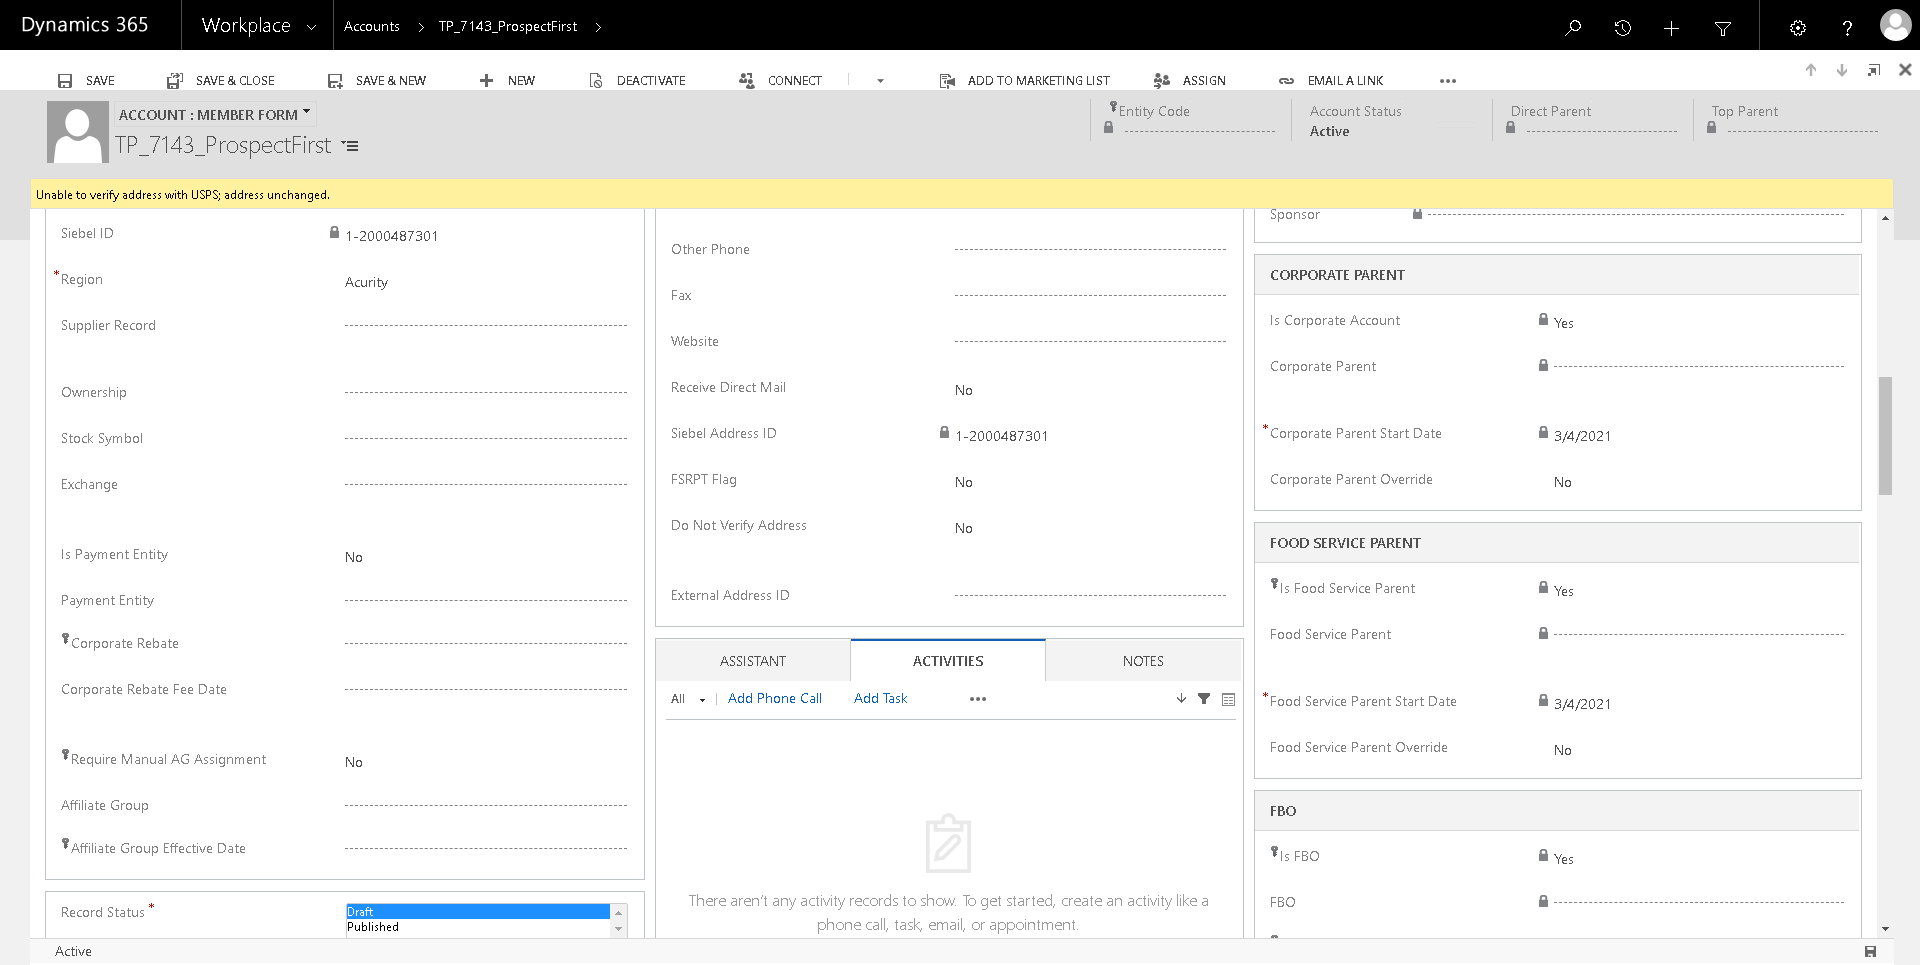 Dynamics 365
Workplace
Accounts
TP_7143_ProspectFirst
SAVE
SAVE & CLOSE
SAVE & NEW
NEW
DEACTIVATE
CONNECT
ADD TO MARKETING LIST
ASSIGN
EMAIL A LINK
ACCOUNT : MEMBER FORM
TP_7143_ProspectFirst
Entity Code
Account Status
Active
Direct Parent
Top Parent
Unable to verify address with USPS; address unchanged.
Siebel ID 1-2000487301
*Region Acurity
Supplier Record
Ownership
Stock Symbol
Exchange
Is Payment Entity No
Payment Entity
Corporate Rebate
Corporate Rebate Fee Date
Require Manual AG Assignment No
Affiliate Group
Affiliate Group Effective Date
Record Status *
Draft
Published
Other Phone
Fax
Website
Receive Direct Mail No
Siebel Address ID 1-2000487301
FSRPT Flag No
Do Not Verify Address No
External Address ID
ASSISTANT
ACTIVITIES
NOTES
All
Add Phone Call
Add Task
There aren't any activity records to show. To get started, create an activity like a
phone call, task, email, or appointment.
Sponsor
CORPORATE PARENT
Is Corporate Account Yes
Corporate Parent
*Corporate Parent Start Date 3/4/2021
Corporate Parent Override No
FOOD SERVICE PARENT
Is Food Service Parent Yes
Food Service Parent
*Food Service Parent Start Date 3/4/2021
Food Service Parent Override No
FBO
Is FBO Yes
FBO
Active